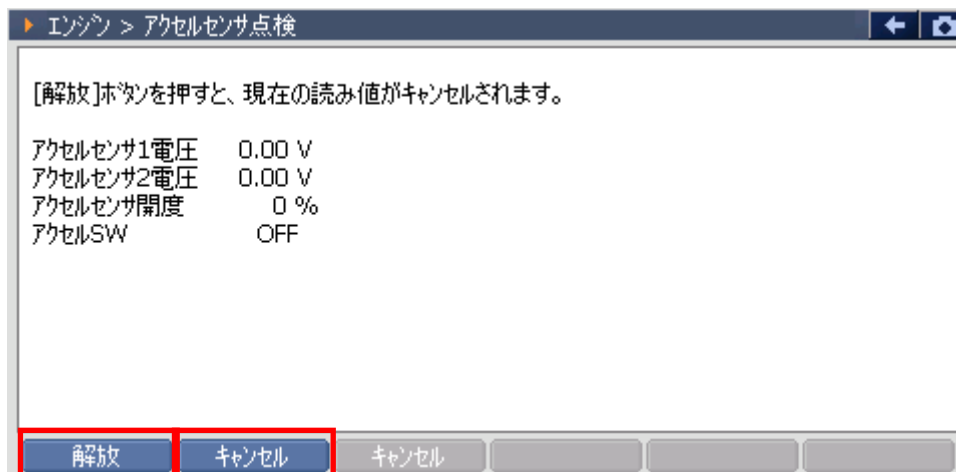 エンジン > アクセルセンサ点検
[解放]ボタンを押すと、現在の読み値がキャンセルされます。
アクセルセンサ1電圧 0.00 V
アクセルセンサ2電圧 0.00 V
アクセルセンサ開度 0 %
アクセルSW OFF
解放 キャンセル キャンセル